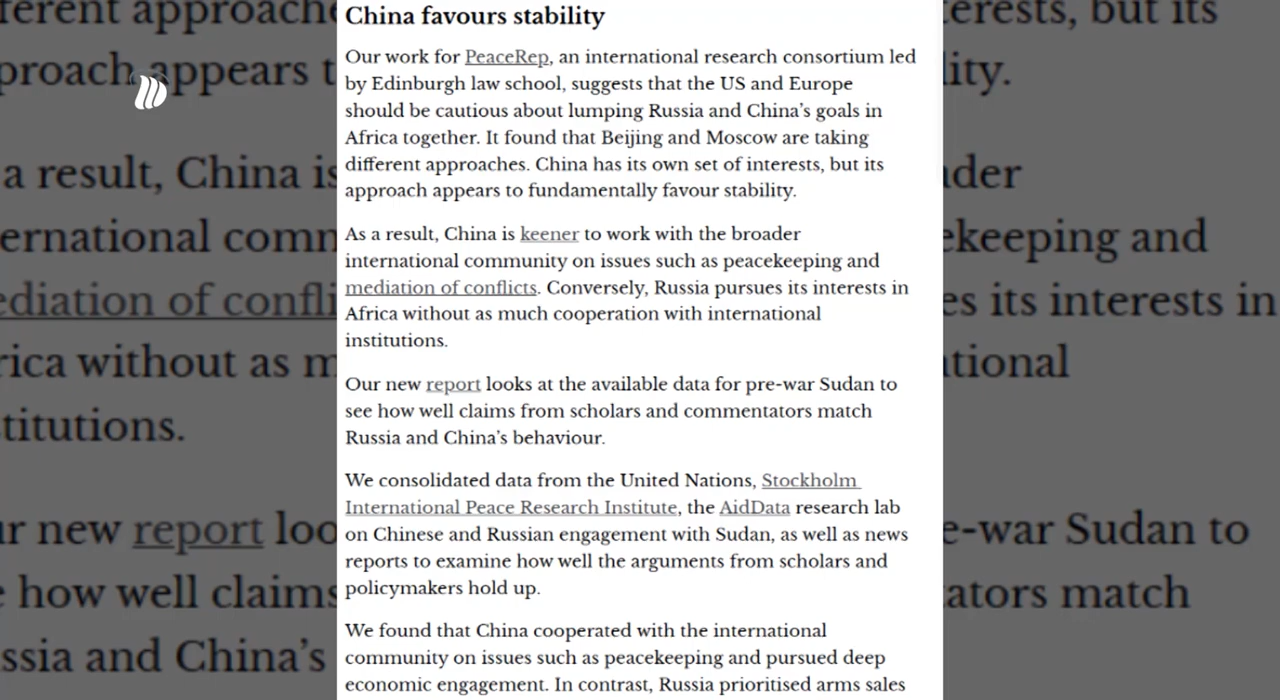 China favours stability
Our work for PeaceRep, an international research consortium led
by Edinburgh law school, suggests that the US and Europe
should be cautious about lumping Russia and China's goals in
Africa together. It found that Beijing and Moscow are taking
different approaches. China has its own set of interests, but its
approach appears to fundamentally favour stability.
As a result, China is keener to work with the broader
international community on issues such as peacekeeping and
mediation of conflicts. Conversely, Russia pursues its interests in
Africa without as much cooperation with international
institutions.
Our new report looks at the available data for pre-war Sudan to
see how well claims from scholars and commentators match
Russia and China's behaviour.
We consolidated data from the United Nations, Stockholm
International Peace Research Institute, the AidData research lab
on Chinese and Russian engagement with Sudan, as well as news
reports to examine how well the arguments from scholars and
policymakers hold up.
We found that China cooperated with the international
community on issues such as peacekeeping and pursued deep
economic engagement. In contrast, Russia prioritised arms sales